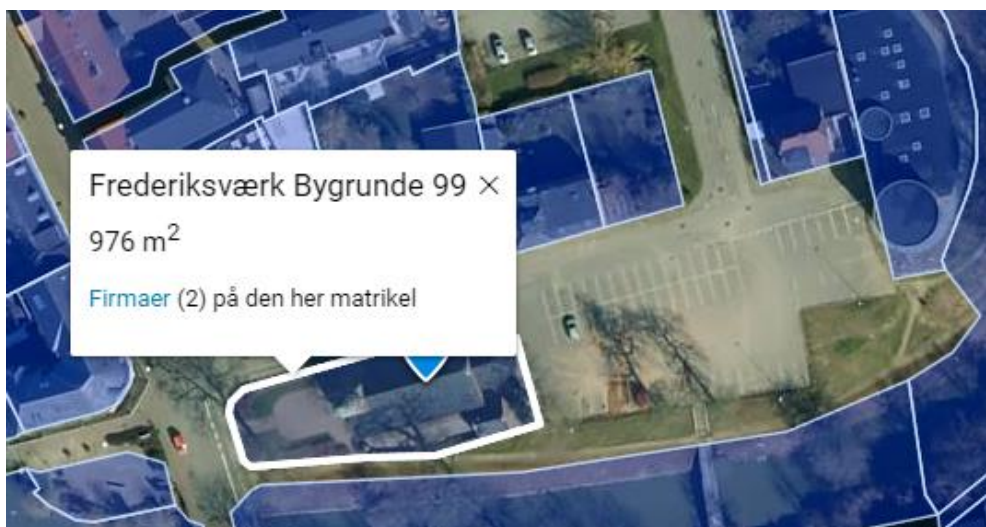 Frederiksværk Bygrunde 99 ×
976 m²
Firmaer (2) på den her matrikel